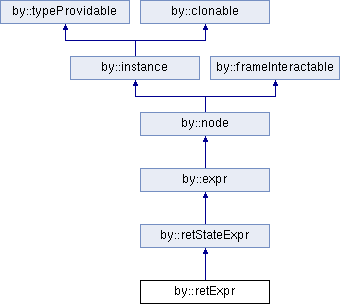 by::typeProvidable
by::clonable
by::instance
by::frameInteractable
by::node
by::expr
by::retStateExpr
by::retExpr